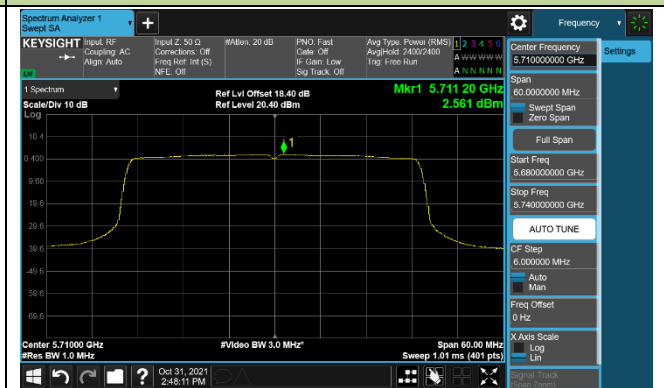 Spectrum Analyzer 1
Swept SA
+
Frequency
KEYSIGHT
Input: RF
Coupling: AC
Align: Auto
Input Z: 50 Ω
Corrections: Off
Freq Ref: Int (S)
NFE: Off
#Atten: 20 dB
PNO: Fast
Gate: Off
IF Gain: Low
Sig Track: Off
Avg Type: Power (RMS)
Avg|Hold: 2400/2400
Trig: Free Run
1 2 3 4 5 6
A W W W W W
A N N N N N
1 Spectrum
Scale/Div 10 dB
Log
Ref Lvl Offset 18.40 dB
Ref Level 20.40 dBm
Mkr1 5.711 20 GHz
2.561 dBm
10.4
0.400
-9.60
-19.6
-29.6
-39.6
-49.6
-59.6
-69.6
1
Center 5.71000 GHz
#Res BW 1.0 MHz
#Video BW 3.0 MHz*
Span 60.00 MHz
Sweep 1.01 ms (401 pts)
Oct 31, 2021
2:48:11 PM
Center Frequency
5.710000000 GHz
Settings
Span
60.0000000 MHz
Swept Span
Zero Span
Full Span
Start Freq
5.680000000 GHz
Stop Freq
5.740000000 GHz
AUTO TUNE
CF Step
6.000000 MHz
Auto
Man
Freq Offset
0 Hz
X Axis Scale
Log
Lin
Signal Track
(Span Zoom)